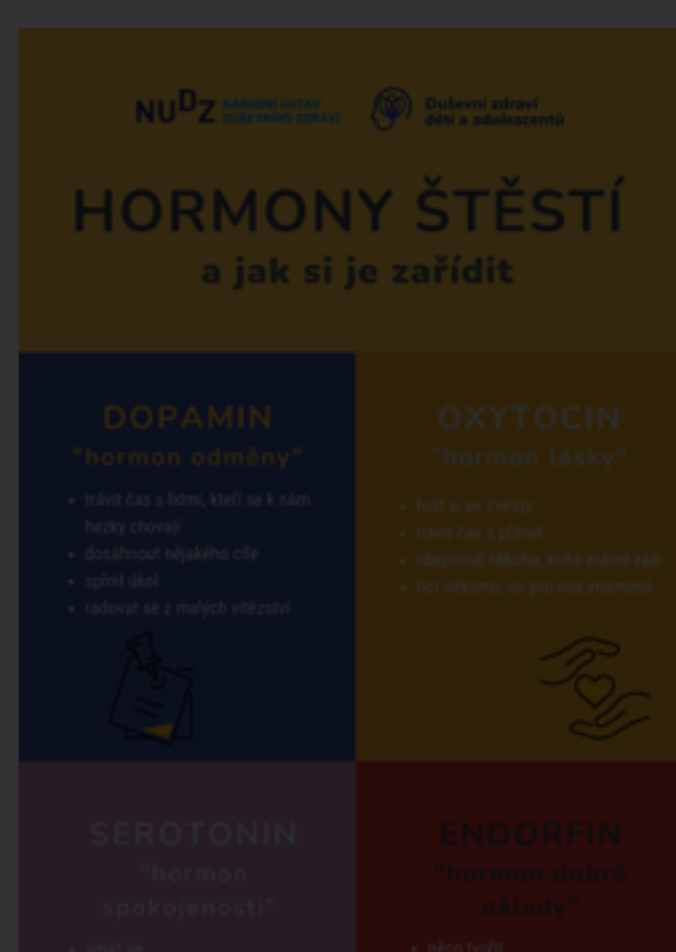 NUDZ NÁRODNÍ ÚSTAV
DUŠEVNÍHO ZDRAVÍ
Duševní zdraví
dětí a adolescentů
HORMONY ŠTĚSTÍ
a jak si je zařídit
DOPAMIN
"hormon odměny"
• trávit čas s lidmi, kteří se k nám
hezky chovají
• dosáhnout nějakého cíle
• splnit úkol
• radovat se z malých vítězství
OXYTOCIN
"hormon lásky"
• hrát si se zvířaty
• trávit čas s přáteli
• obejmout někoho, koho máme rádi
• říct někomu, co pro nás znamená
SEROTONIN
"hormon
spokojenosti"
• smát se
ENDORFIN
"hormon dobré
nálady"
• něco tvořit